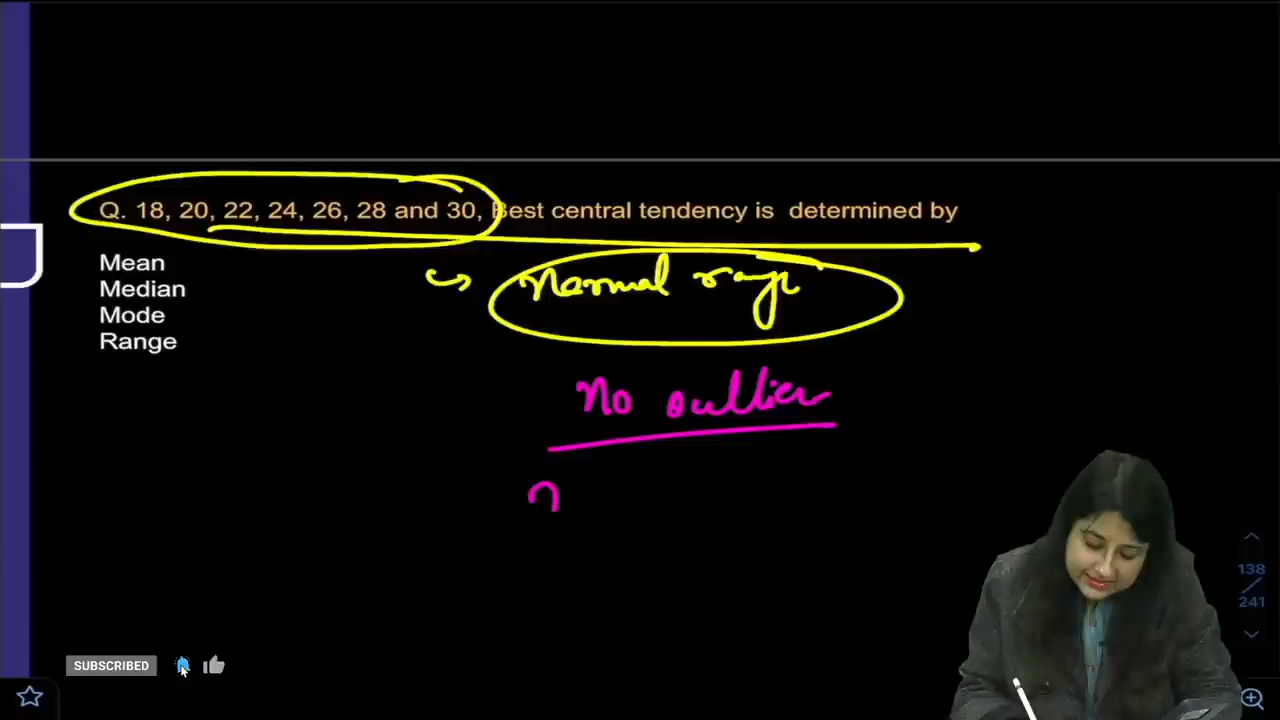 Q. 18, 20, 22, 24, 26, 28 and 30, Best central tendency is determined by
Mean
Median
Mode
Range
Normal range
No outlier
138
241
SUBSCRIBED